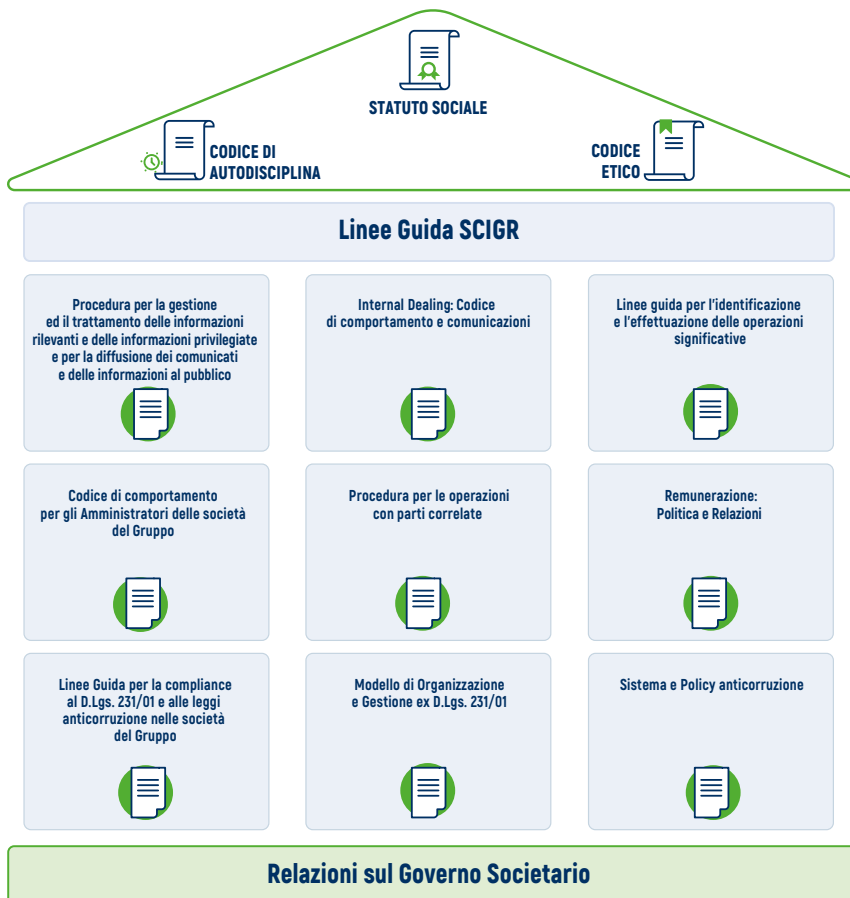 STATUTO SOCIALE
CODICE DI
AUTODISCIPLINA
CODICE
ETICO
Linee Guida SCIGR
Procedura per la gestione
ed il trattamento delle informazioni
rilevanti e delle informazioni privilegiate
e per la diffusione dei comunicati
e delle informazioni al pubblico
Internal Dealing: Codice
di comportamento e comunicazioni
Linee guida per l'identificazione
e l'effettuazione delle operazioni
significative
Codice di comportamento
per gli Amministratori delle società
del Gruppo
Procedura per le operazioni
con parti correlate
Remunerazione:
Politica e Relazioni
Linee Guida per la compliance
al D.Lgs. 231/01 e alle leggi
anticorruzione nelle società
del Gruppo
Modello di Organizzazione
e Gestione ex D.Lgs. 231/01
Sistema e Policy anticorruzione
Relazioni sul Governo Societario